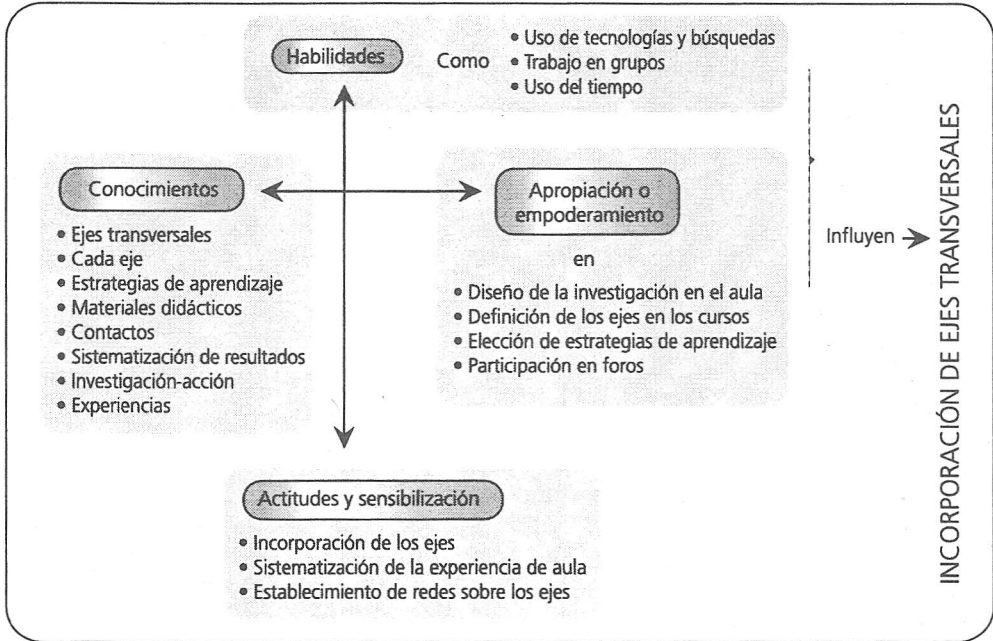 Habilidades
Como
• Uso de tecnologías y búsquedas
• Trabajo en grupos
• Uso del tiempo
Conocimientos
• Ejes transversales
• Cada eje
• Estrategias de aprendizaje
• Materiales didácticos
• Contactos
• Sistematización de resultados
• Investigación-acción
• Experiencias
Apropiación o
empoderamiento
en
• Diseño de la investigación en el aula
• Definición de los ejes en los cursos
• Elección de estrategias de aprendizaje
• Participación en foros
Actitudes y sensibilización
• Incorporación de los ejes
• Sistematización de la experiencia de aula
• Establecimiento de redes sobre los ejes
Influyen
INCORPORACIÓN DE EJES TRANSVERSALES